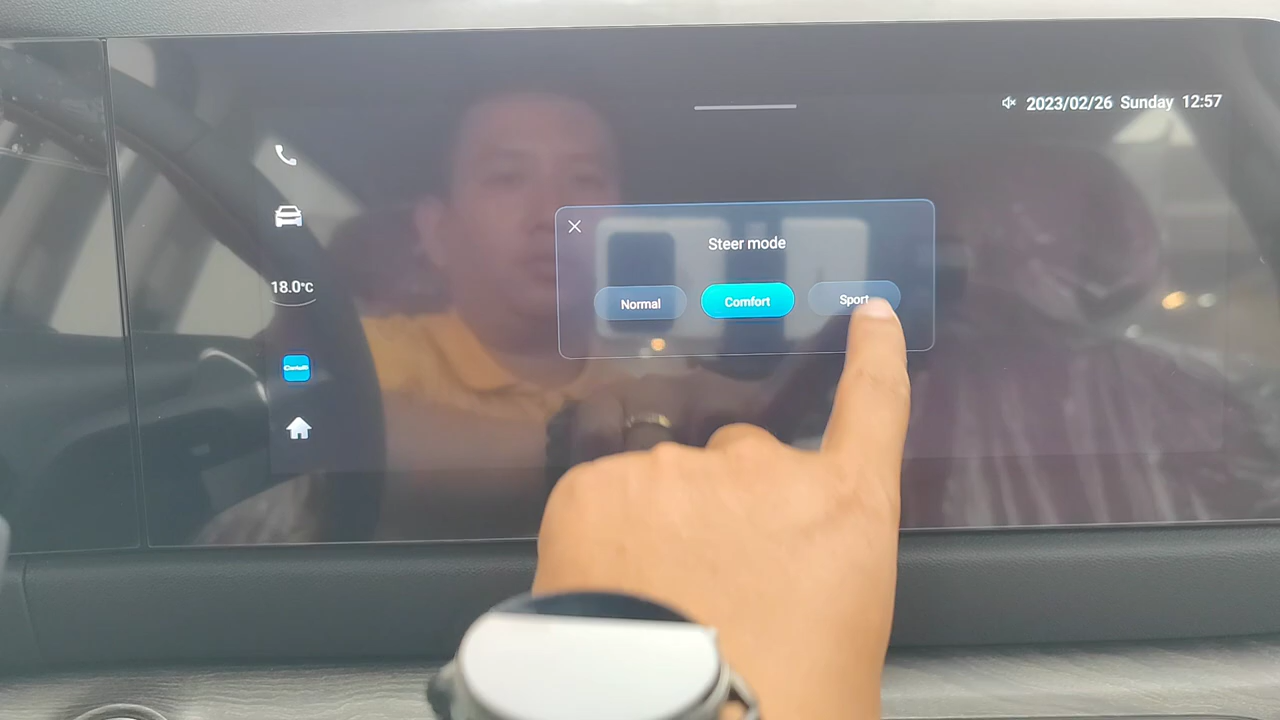 2023/02/26 Sunday 12:57
Steer mode
Normal
Comfort
Sport
18.0°C